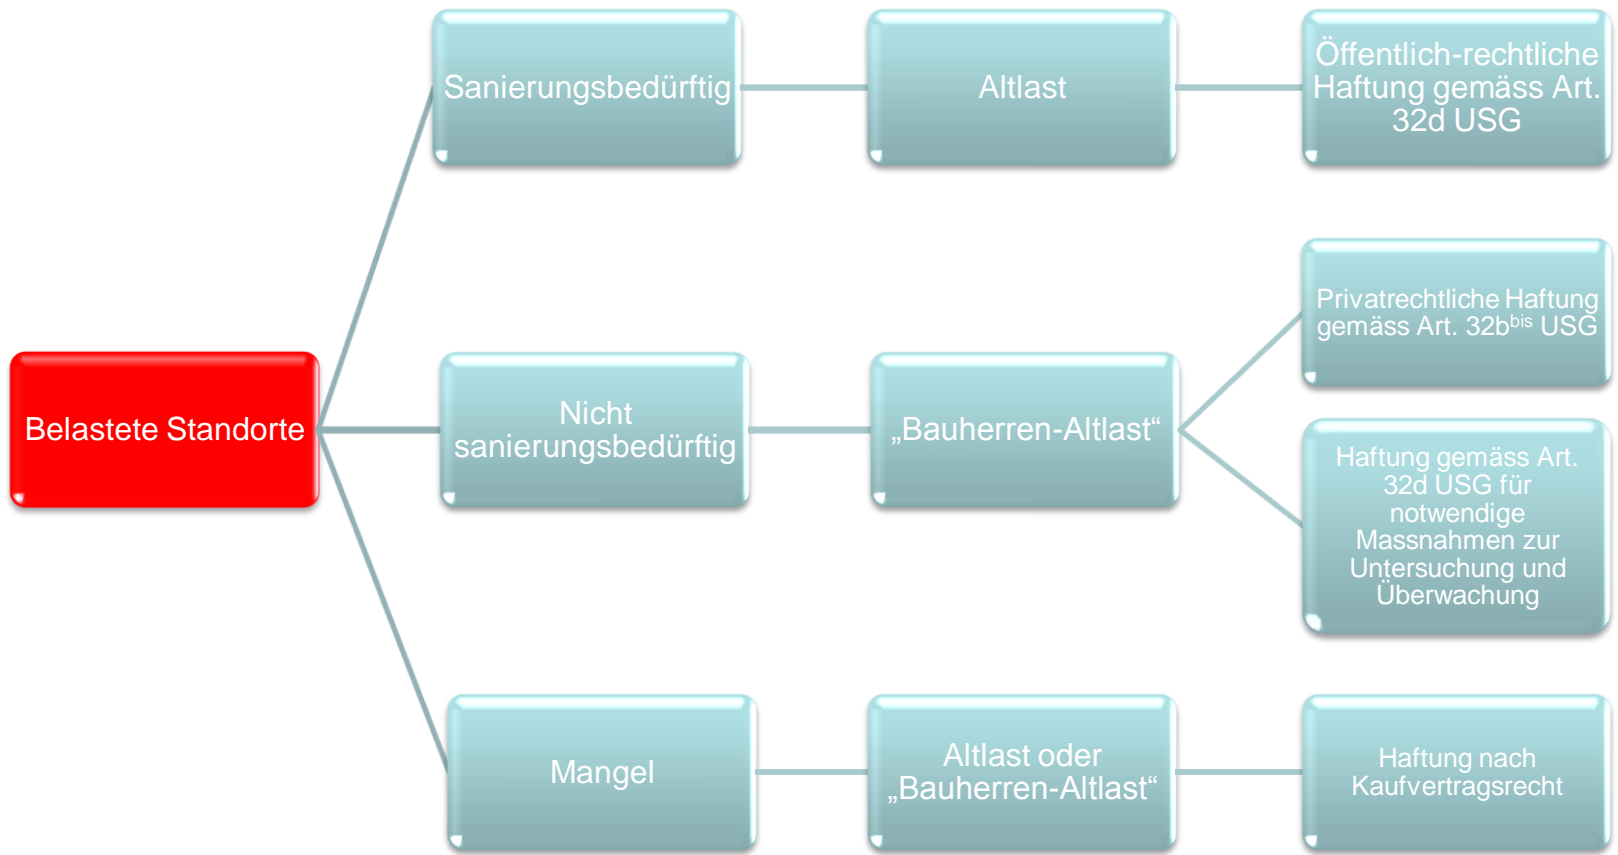 Sanierungsbedürftig
Altlast
Öffentlich-rechtliche
Haftung gemäss Art.
32d USG
Belastete Standorte
Nicht
sanierungsbedürftig
„Bauherren-Altlast“
Privatrechtliche Haftung
gemäss Art. 32bᵇⁱˢ USG
Haftung gemäss Art.
32d USG für
notwendige
Massnahmen zur
Untersuchung und
Überwachung
Mangel
Altlast oder
„Bauherren-Altlast“
Haftung nach
Kaufvertragsrecht